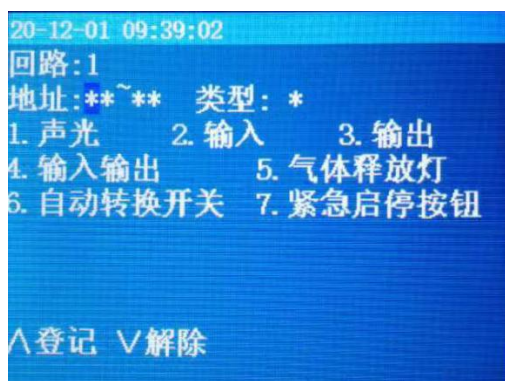 20-12-01 09:39:02
回路:1
地址:**~** 类型: *
1. 声光 2. 输入 3. 输出
4. 输入输出 5. 气体释放灯
6. 自动转换开关 7. 紧急启停按钮
∧登记 ∨解除